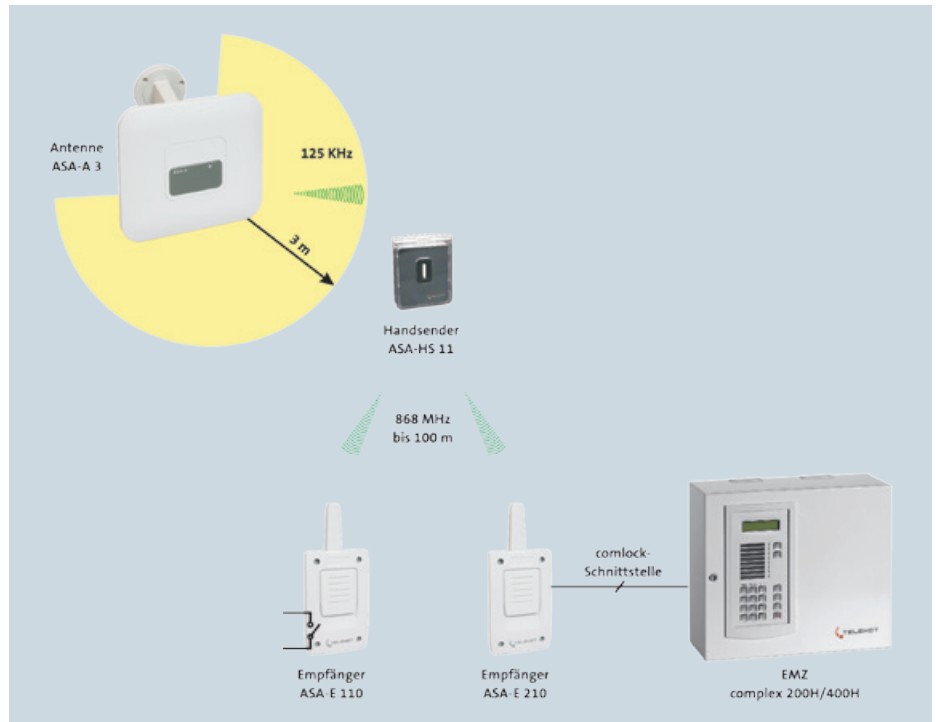 Antenne
ASA-A 3
125 KHz
3 m
Handsender
ASA-HS 11
868 MHz
bis 100 m
comlock-
Schnittstelle
TELENOT
Empfänger
ASA-E 110
Empfänger
ASA-E 210
EMZ
complex 200H/400H